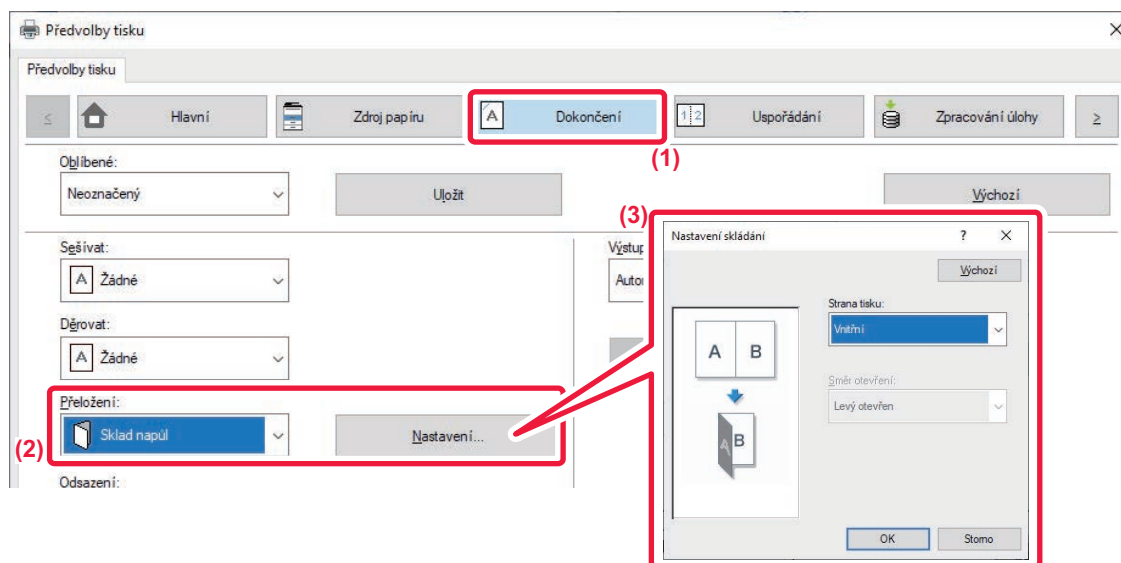 Předvolby tisku
Předvolby tisku
< Hlavní Zdroj papíru Dokončení Uspořádání Zpracování úlohy >
(1)
Oblíbené:
Neoznačený Uložit Výchozí
(3)
Sešívat: Výstup
Žádné Autor
Děrovat:
Žádné
Přeložení:
Sklad napůl Nastavení...
(2)
Odsazení:
Nastavení skládání ?
Výchozí
Strana tisku:
Vnitřní
A B
Směr otevření:
Levý otevřen
A B
OK Storno